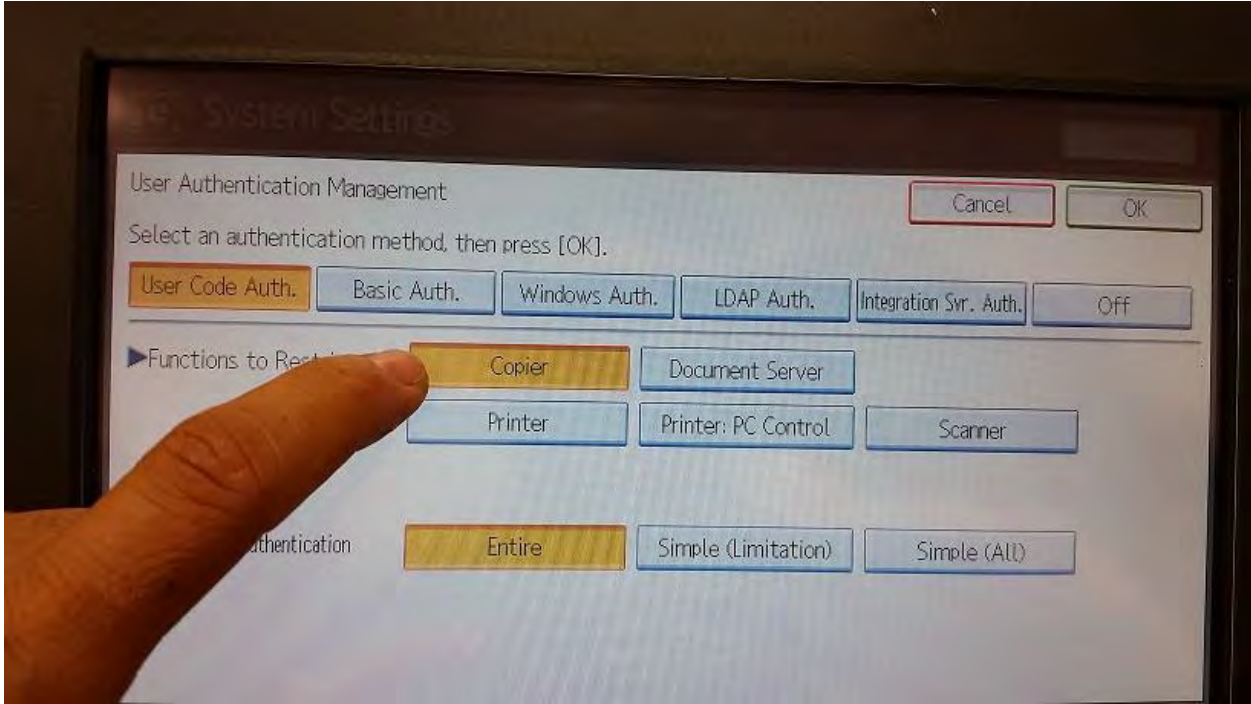 System Settings
User Authentication Management
Cancel
OK
Select an authentication method, then press [OK].
User Code Auth.
Basic Auth.
Windows Auth.
LDAP Auth.
Integration Svr. Auth.
Off
▶Functions to
Copier
Document Server
Printer
Printer: PC Control
Scanner
Entire
Simple (Limitation)
Simple (All)